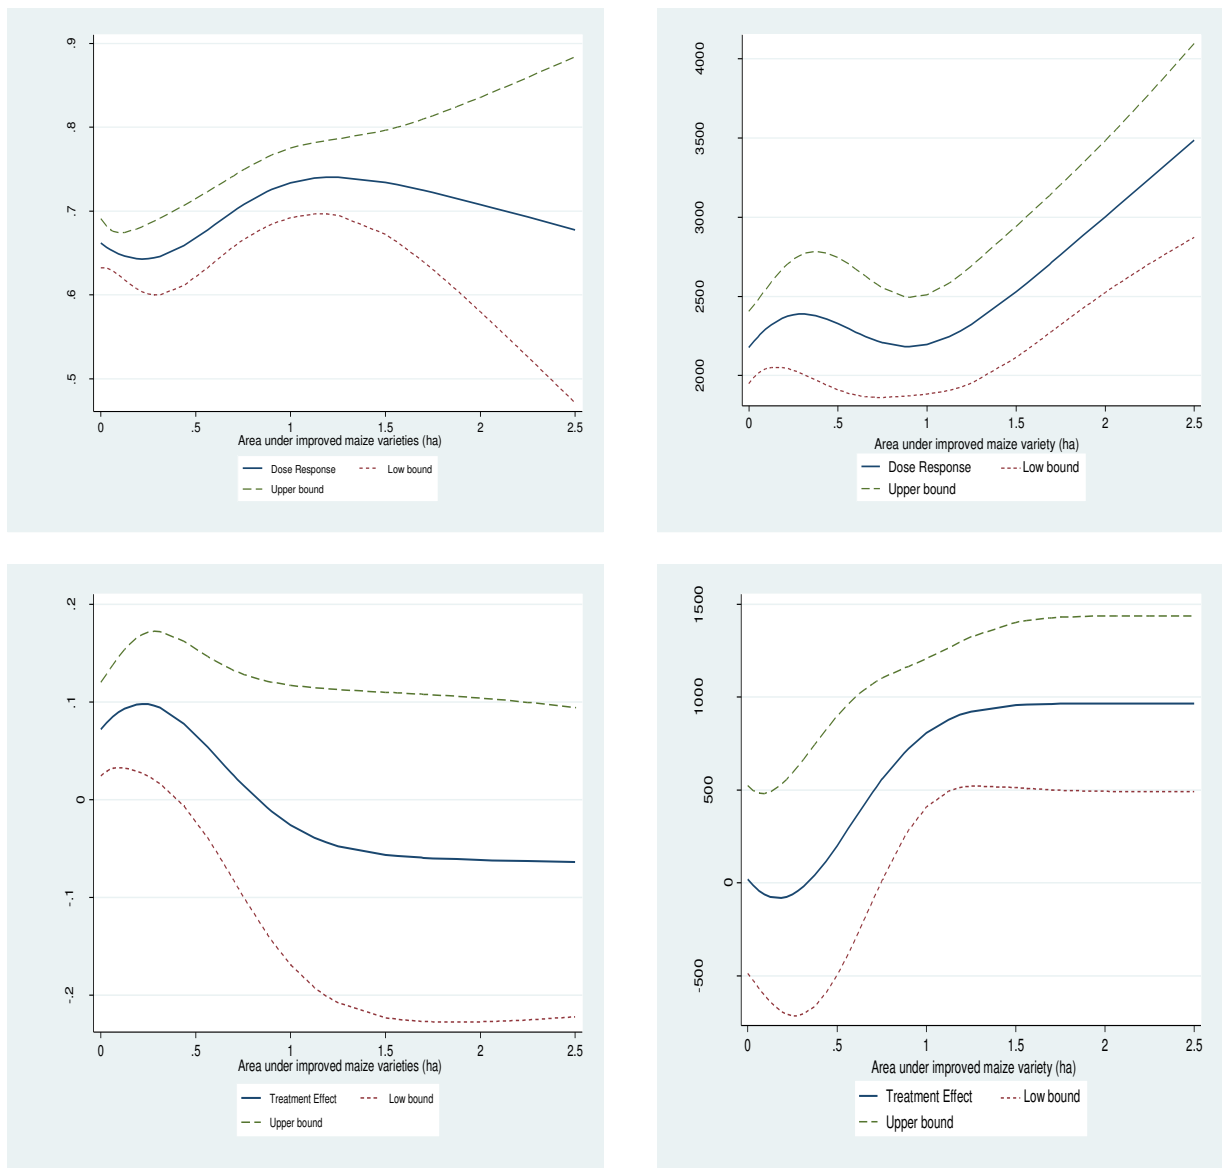 .9
.8
.7
.6
.5
0 .5 1 1.5 2 2.5
Area under improved maize varieties (ha)
Dose Response Low bound
Upper bound
4000
3500
3000
2500
2000
0 .5 1 1.5 2 2.5
Area under improved maize variety (ha)
Dose Response Low bound
Upper bound
.2
.1
0
-.1
-.2
0 .5 1 1.5 2 2.5
Area under improved maize varieties (ha)
Treatment Effect Low bound
Upper bound
1500
1000
500
0
-500
0 .5 1 1.5 2 2.5
Area under improved maize variety (ha)
Treatment Effect Low bound
Upper bound